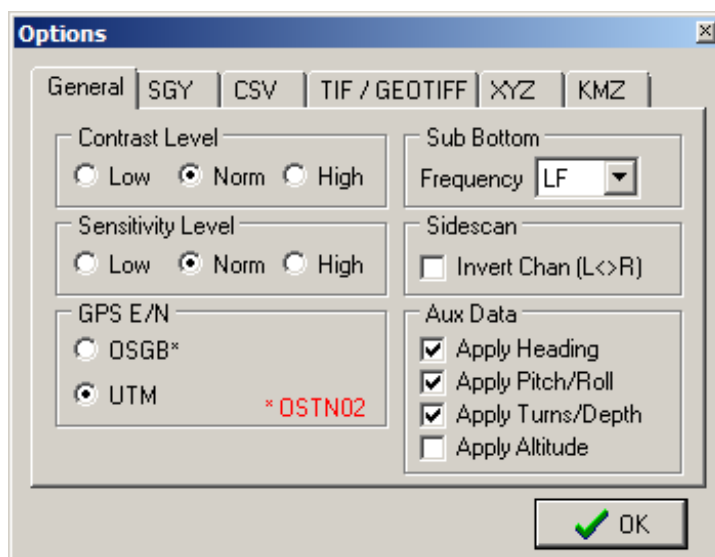 Options
General SGY CSV TIF / GEOTIFF XYZ KMZ
Contrast Level
Low Norm High
Sensitivity Level
Low Norm High
GPS E/N
OSGB*
UTM
* OSTN02
Sub Bottom
Frequency LF
Sidescan
Invert Chan (L<>R)
Aux Data
Apply Heading
Apply Pitch/Roll
Apply Turns/Depth
Apply Altitude
OK